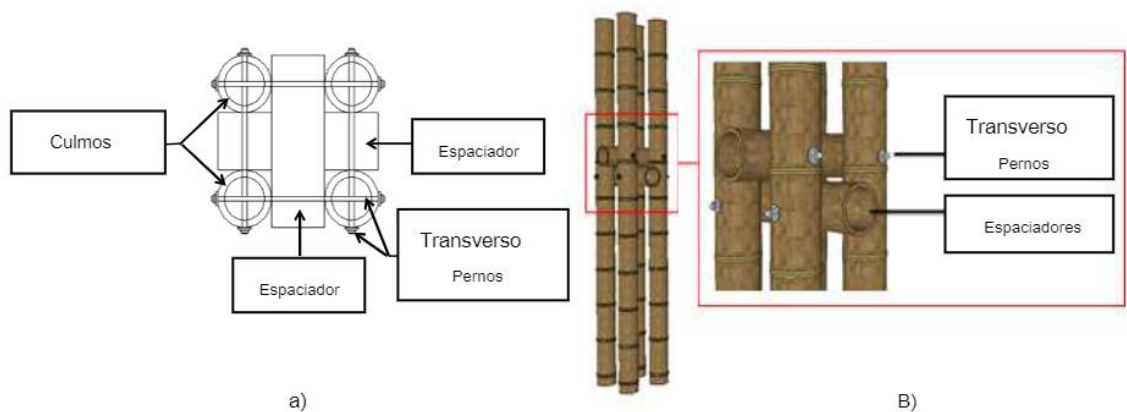 Culmos
Espaciador
Espaciador
Transverso
Pernos
a)
Transverso
Pernos
Espaciadores
B)